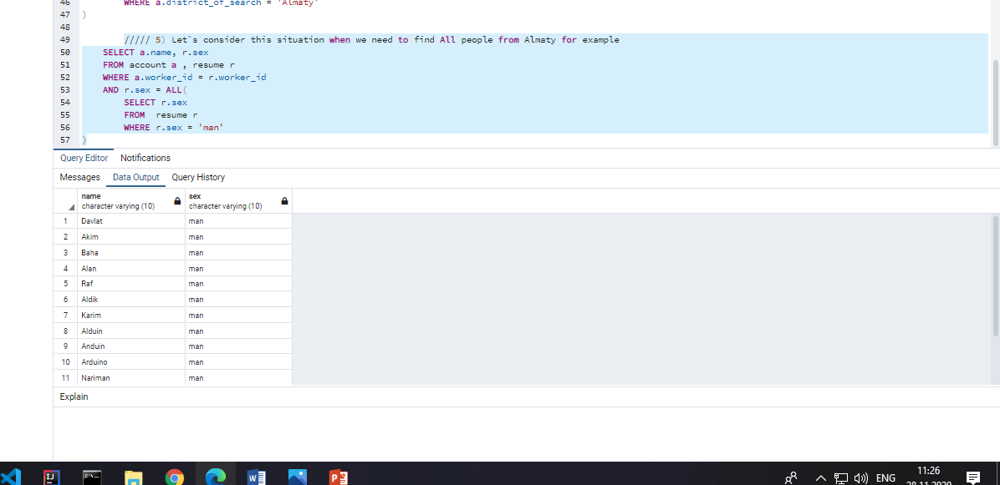 46 WHERE a.district_of_search = 'Almaty'
47 )
48
49 ///// 5) Let`s consider this situation when we need to find All people from Almaty for example
50 SELECT a.name, r.sex
51 FROM account a , resume r
52 WHERE a.worker_id = r.worker_id
53 AND r.sex = ALL(
54 SELECT r.sex
55 FROM resume r
56 WHERE r.sex = 'man'
57 )
Query Editor Notifications
Messages Data Output Query History
name sex
character varying (10) character varying (10)
1 Davlat man
2 Akim man
3 Baha man
4 Alan man
5 Raf man
6 Aldik man
7 Karim man
8 Alduin man
9 Anduin man
10 Arduino man
11 Nariman man
Explain
ENG 11:26
28.11.2020